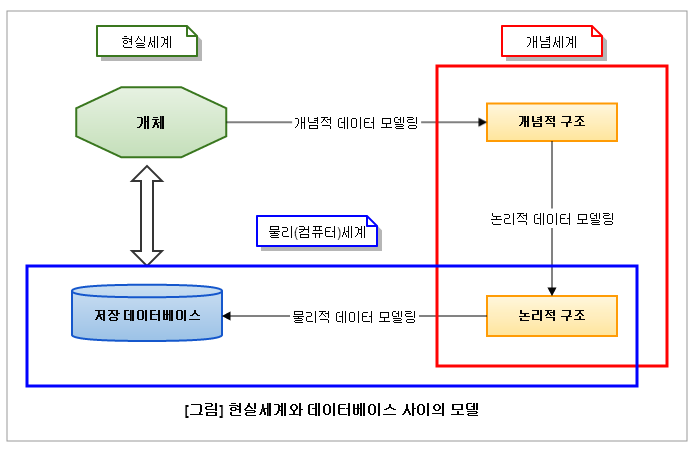 현실세계
개념세계
개체
개념적 데이터 모델링
개념적 구조
논리적 데이터 모델링
물리(컴퓨터)세계
저장 데이터베이스
물리적 데이터 모델링
논리적 구조
[그림] 현실세계와 데이터베이스 사이의 모델